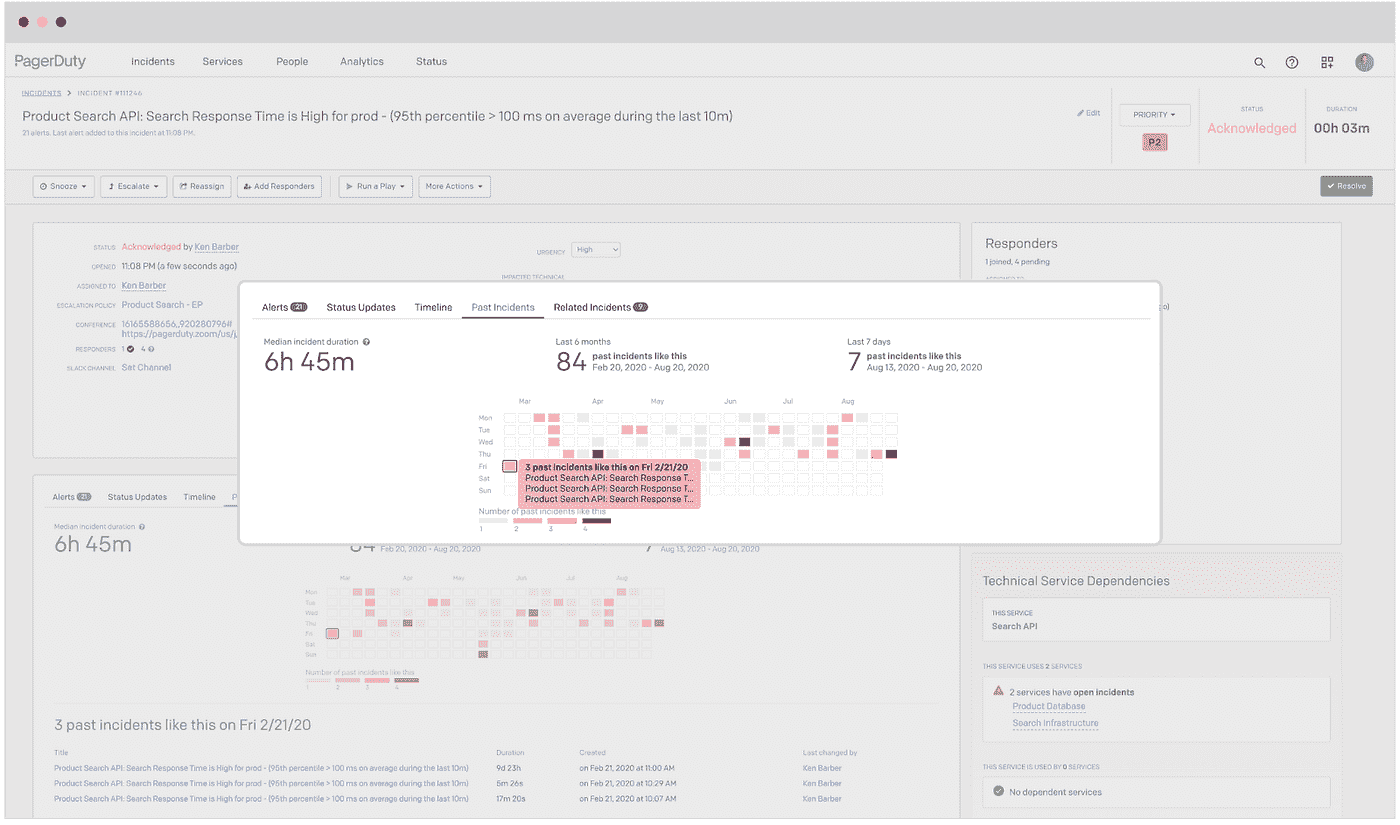 PagerDuty Incidents Services People Analytics Status
INCIDENTS > INCIDENT #111246
Product Search API: Search Response Time is High for prod - (95th percentile > 100 ms on average during the last 10m)
21 alerts. Last alert added to this incident at 11:08 PM.
Edit
PRIORITY
P2
STATUS
Acknowledged
DURATION
00h 03m
Snooze Escalate Reassign Add Responders Run a Play More Actions Resolve
STATUS Acknowledged by Ken Barber
OPENED 11:08 PM (a few seconds ago)
ASSIGNED TO Ken Barber
ESCALATION POLICY Product Search - EP
CONFERENCE 16165588656,,920280796#
https://pagerduty.zoom/us/j,
RESPONDERS 1 4
SLACK CHANNEL Sat Channel
URGENCY High
IMPACTED TECHNICAL
Responders
1 joined, 4 pending
Alerts 21 Status Updates Timeline Past Incidents Related Incidents 9
Median incident duration
6h 45m
Last 6 months
84 past incidents like this
Feb 20, 2020 - Aug 20, 2020
Last 7 days
7 past incidents like this
Aug 13, 2020 - Aug 20, 2020
Mar Apr May Jun Jul Aug
Mon
Tue
Wed
Thu
Fri
Sat
Sun
3 past incidents like this on Fri 2/21/20
Product Search API: Search Response T...
Product Search API: Search Response T...
Product Search API: Search Response T...
Number of past incidents like this
1 2 3 4
Alerts 21 Status Updates Timeline P
Median incident duration
6h 45m
84 Feb 20, 2020 - Aug 20, 2020
7 Aug 13, 2020 - Aug 20, 2020
Mar Apr May Jun Jul Aug
Mon
Tue
Wed
Thu
Fri
Sat
Sun
Number of past incidents like this
1 2 3 4
3 past incidents like this on Fri 2/21/20
Title Duration Created Last changed by
Product Search API: Search Response Time is High for prod - (95th percentile > 100 ms on average during the last 10m) 9d 23h on Feb 21, 2020 at 11:00 AM Ken Barber
Product Search API: Search Response Time is High for prod - (95th percentile > 100 ms on average during the last 10m) 5m 26s on Feb 21, 2020 at 10:29 AM Ken Barber
Product Search API: Search Response Time is High for prod - (95th percentile > 100 ms on average during the last 10m) 17m 20s on Feb 21, 2020 at 10:07 AM Ken Barber
Technical Service Dependencies
THIS SERVICE
Search API
THIS SERVICE USES 2 SERVICES
2 services have open incidents
Product Database
Search Infrastructure
THIS SERVICE IS USED BY 0 SERVICES
No dependent services